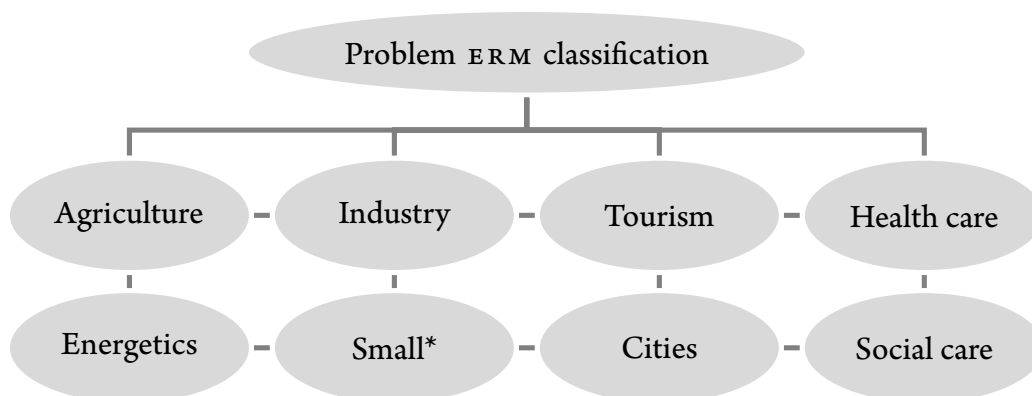 Problem ERM classification
Agriculture
Industry
Tourism
Health care
Energetics
Small*
Cities
Social care